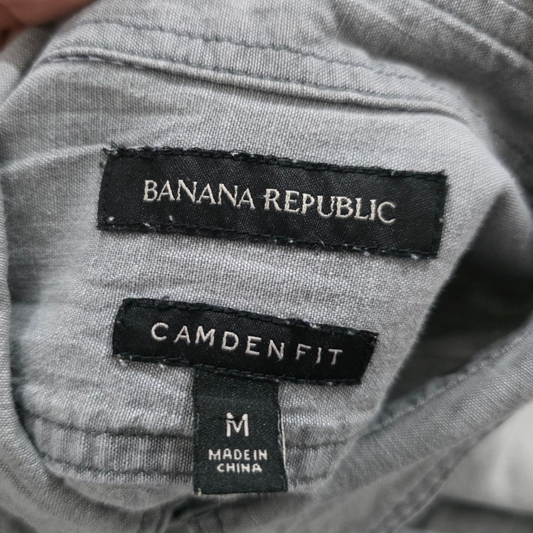 BANANA REPUBLIC
CAMDEN FIT
M
MADE IN
CHINA